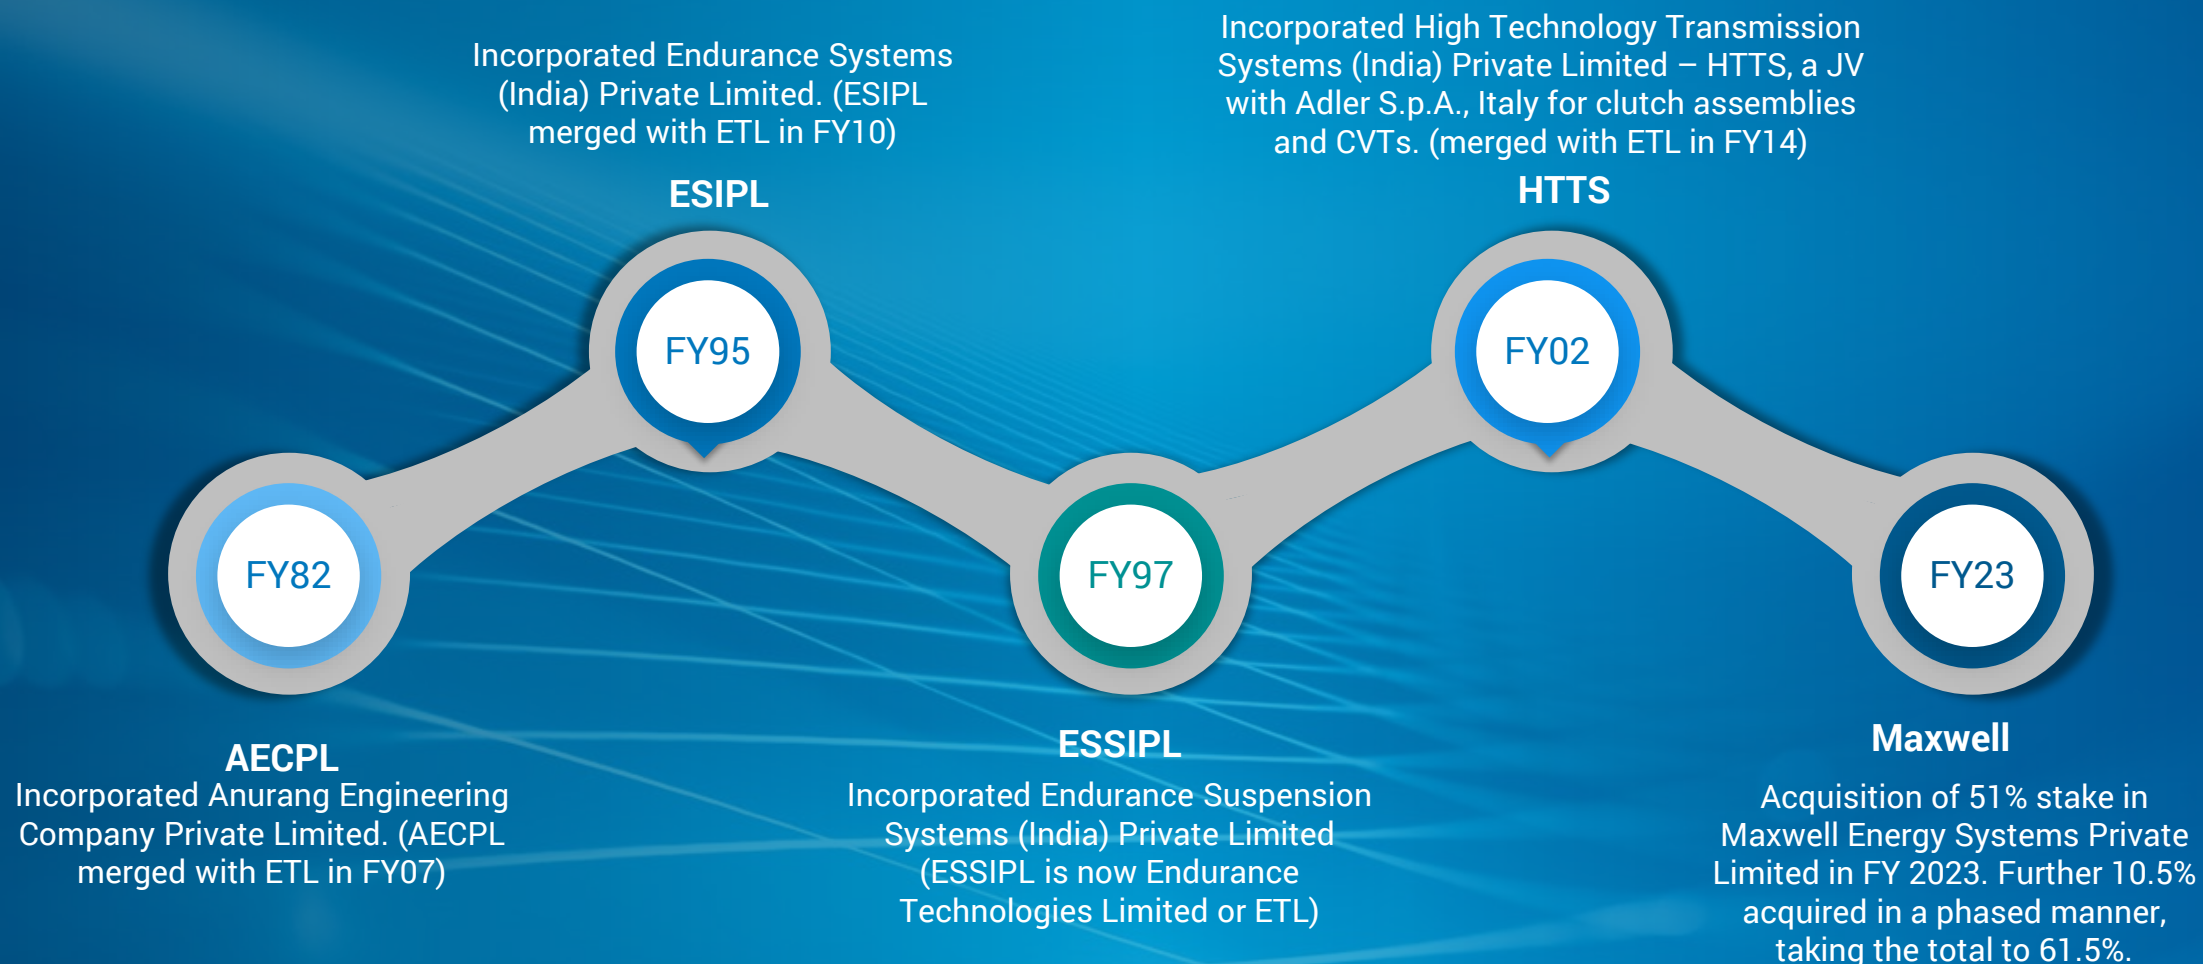 Incorporated Endurance Systems
(India) Private Limited. (ESIPL
merged with ETL in FY10)
ESIPL
Incorporated High Technology Transmission
Systems (India) Private Limited – HTTS, a JV
with Adler S.p.A., Italy for clutch assemblies
and CVTs. (merged with ETL in FY14)
HTTS
FY95
FY02
FY82
FY97
FY23
AECPL
Incorporated Anurang Engineering
Company Private Limited. (AECPL
merged with ETL in FY07)
ESSIPL
Incorporated Endurance Suspension
Systems (India) Private Limited
(ESSIPL is now Endurance
Technologies Limited or ETL)
Maxwell
Acquisition of 51% stake in
Maxwell Energy Systems Private
Limited in FY 2023. Further 10.5%
acquired in a phased manner,
taking the total to 61.5%.